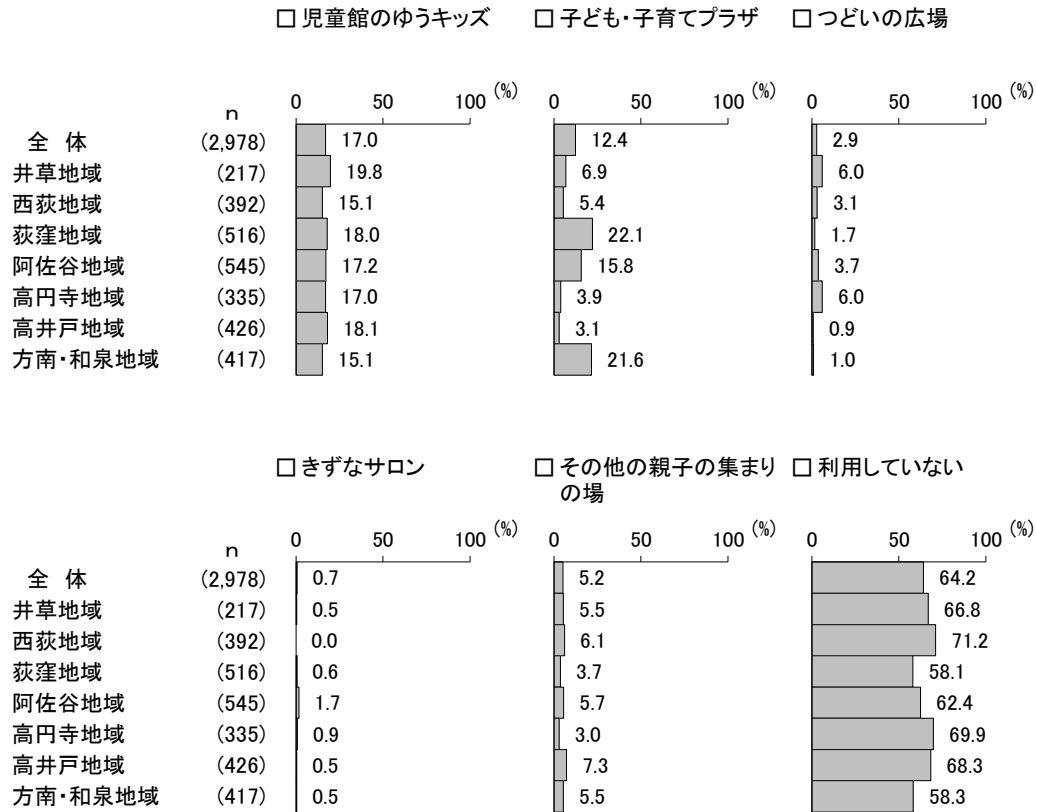 □ 児童館のゆうキッズ □ 子ども・子育てプラザ □ つどいの広場
0 50 100 (%) 0 50 100 (%) 0 50 100 (%)
n
全 体 (2,978) 17.0 12.4 2.9
井草地域 (217) 19.8 6.9 6.0
西荻地域 (392) 15.1 5.4 3.1
荻窪地域 (516) 18.0 22.1 1.7
阿佐谷地域 (545) 17.2 15.8 3.7
高円寺地域 (335) 17.0 3.9 6.0
高井戸地域 (426) 18.1 3.1 0.9
方南・和泉地域 (417) 15.1 21.6 1.0
□ きずなサロン □ その他の親子の集まり □ 利用していない
の場
0 50 100 (%) 0 50 100 (%) 0 50 100 (%)
n
全 体 (2,978) 0.7 5.2 64.2
井草地域 (217) 0.5 5.5 66.8
西荻地域 (392) 0.0 6.1 71.2
荻窪地域 (516) 0.6 3.7 58.1
阿佐谷地域 (545) 1.7 5.7 62.4
高円寺地域 (335) 0.9 3.0 69.9
高井戸地域 (426) 0.5 7.3 68.3
方南・和泉地域 (417) 0.5 5.5 58.3